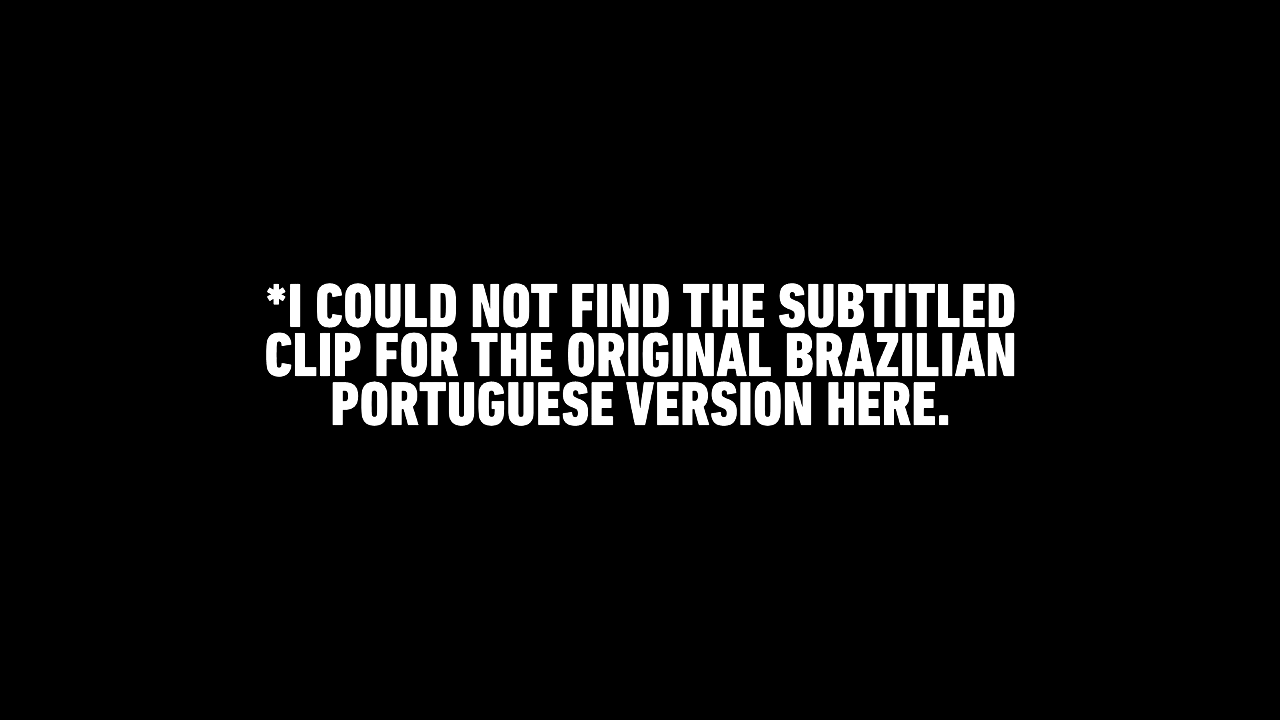 *I COULD NOT FIND THE SUBTITLED
CLIP FOR THE ORIGINAL BRAZILIAN
PORTUGUESE VERSION HERE.